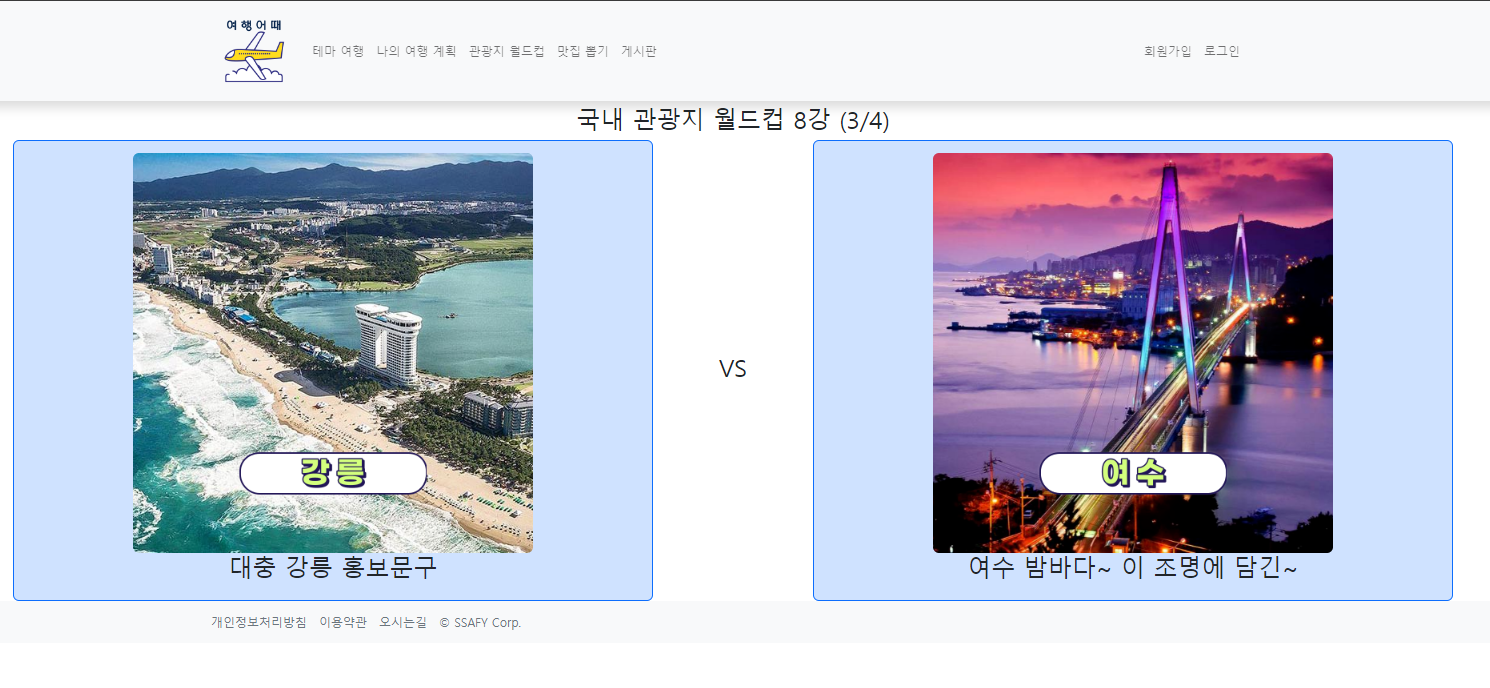 여행어때
테마 여행 나의 여행 계획 관광지 월드컵 맛집 뽑기 게시판 회원가입 로그인
국내 관광지 월드컵 8강 (3/4)
강릉
대충 강릉 홍보문구
VS
여수
여수 밤바다~ 이 조명에 담긴~
개인정보처리방침 이용약관 오시는길 © SSAFY Corp.